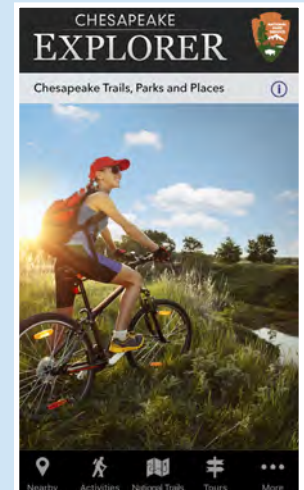 CHESAPEAKE
EXPLORER
Chesapeake Trails, Parks and Places
Nearby Activities National Trails Tours More